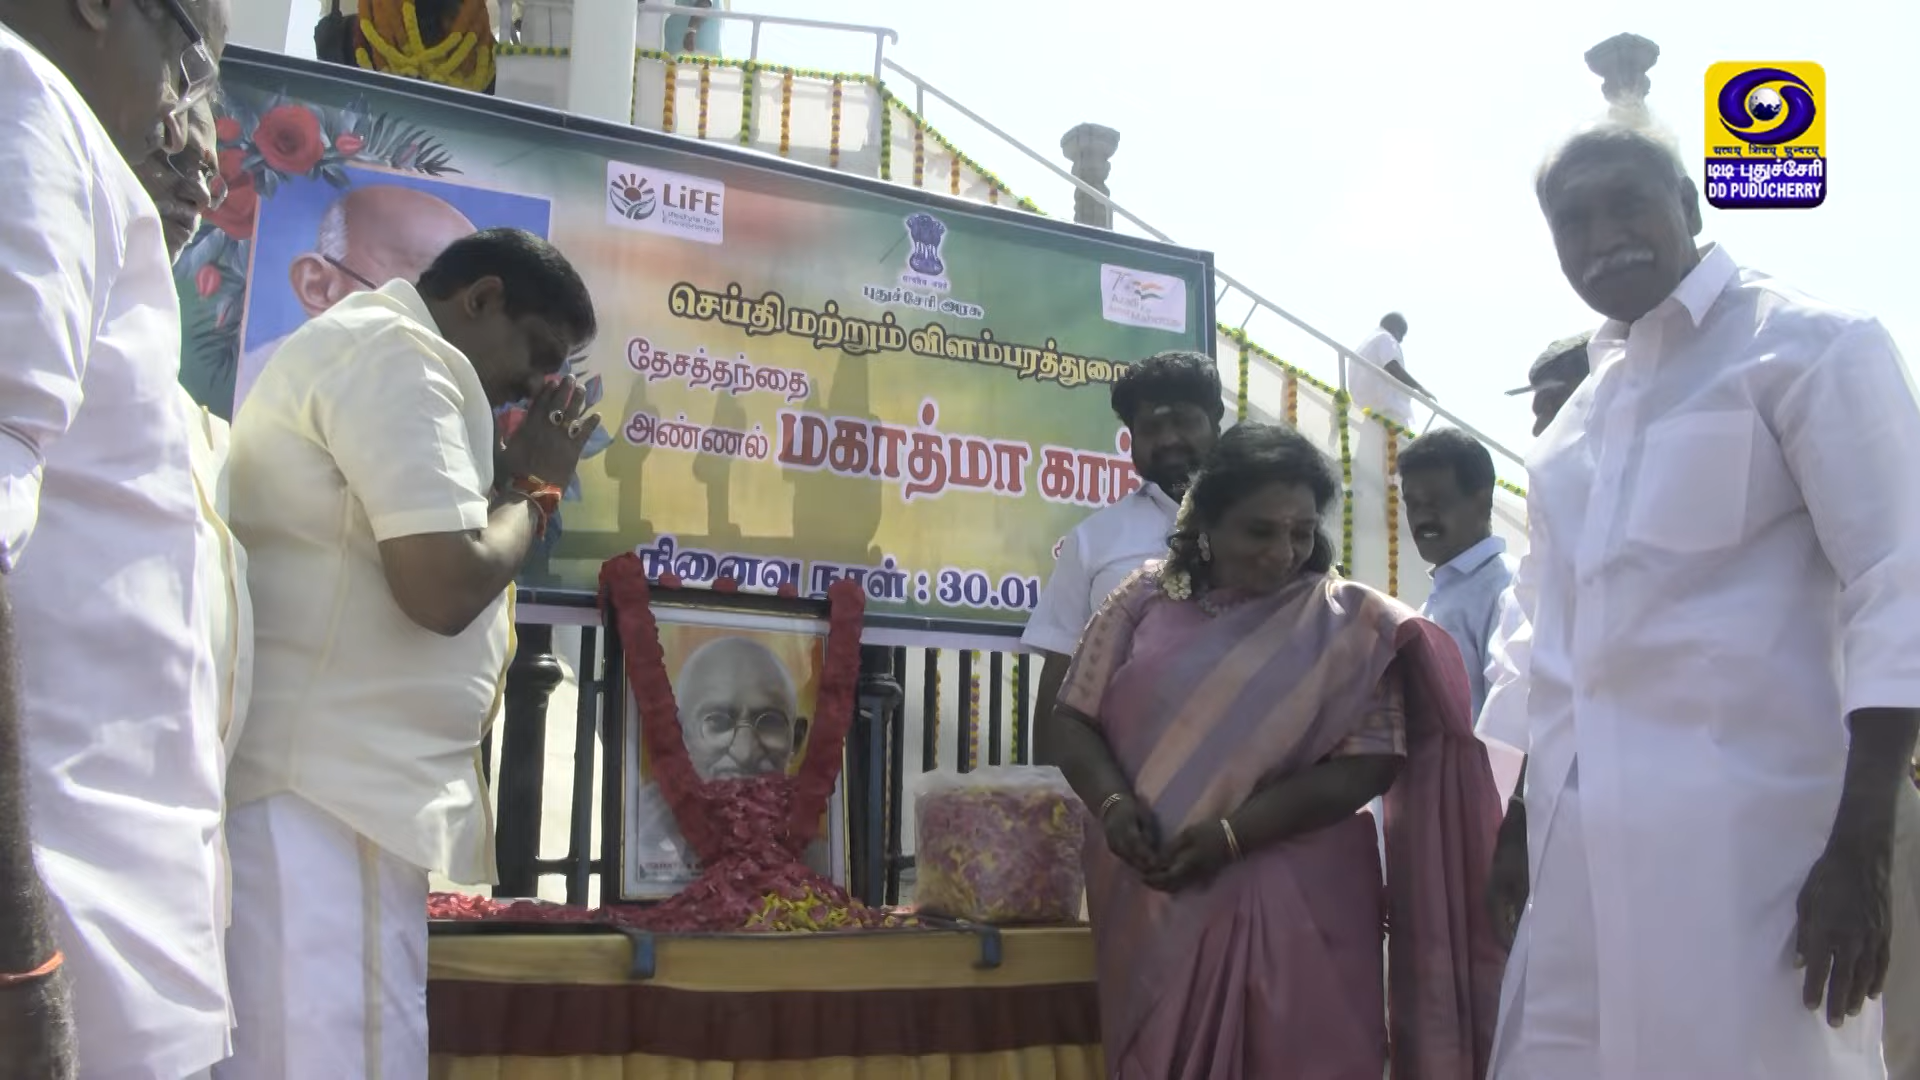 LiFE
Lifestyle for
Environment
புதுச்சேரி அரசு
செய்தி மற்றும் விளம்பரத்துறை
தேசத்தந்தை
அண்ணல் மகாத்மா
நினைவு நாள் : 30.01
டிடி புதுச்சேரி
DD PUDUCHERRY